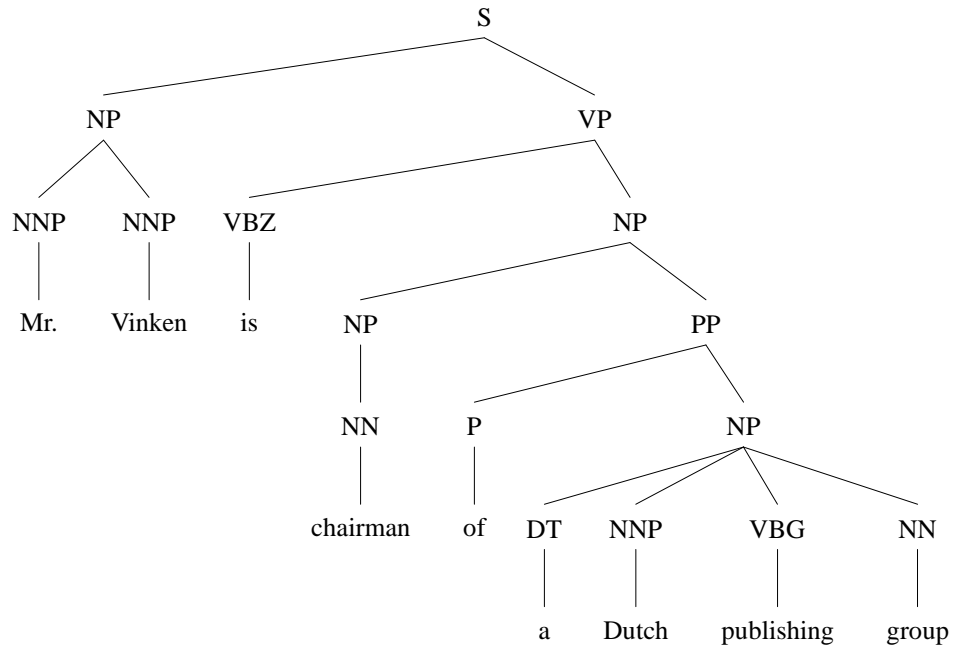 S
NP VP
NNP NNP VBZ NP
Mr. Vinken is NP PP
NN P NP
chairman of DT NNP VBG NN
a Dutch publishing group